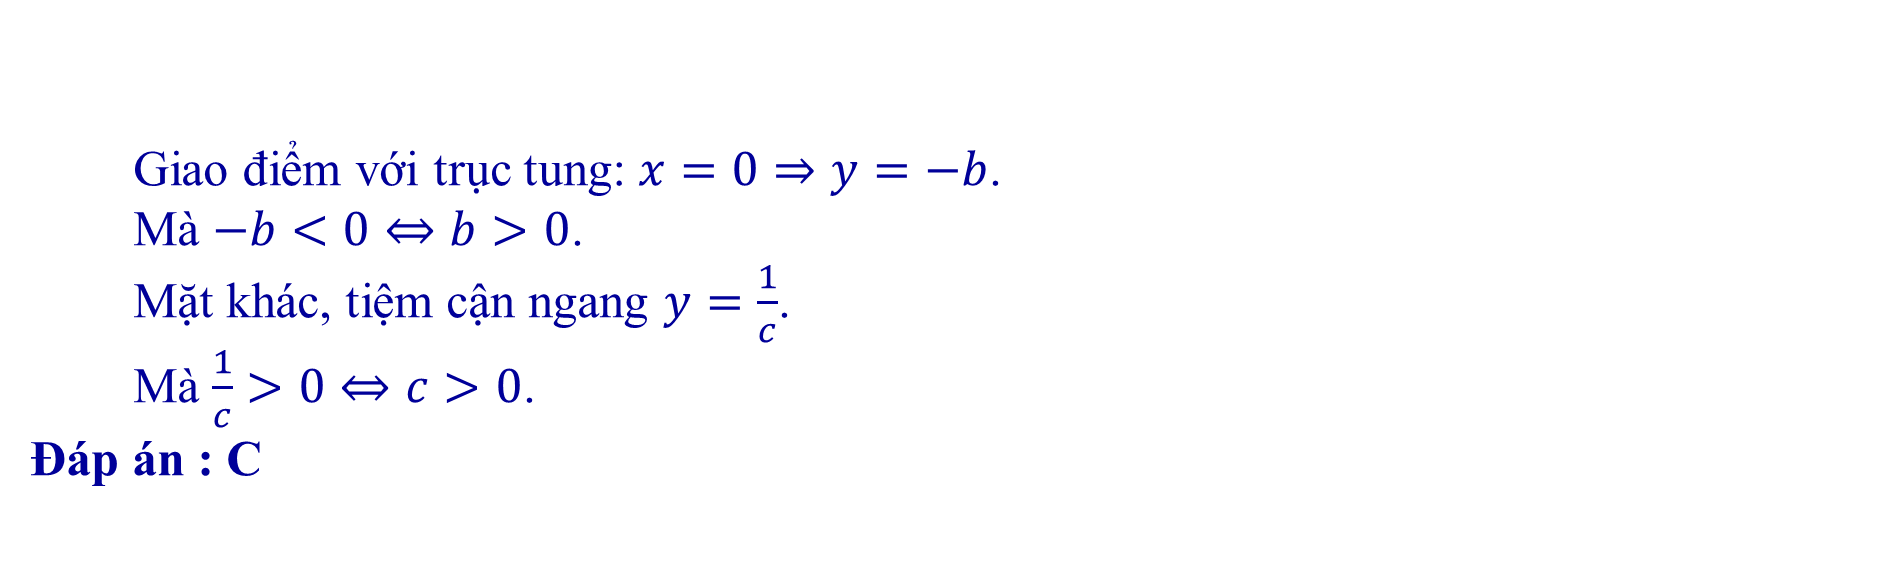 Giao điểm với trục tung: x = 0 ⇒ y = −b.
Mà −b < 0 ⇔ b > 0.
Mặt khác, tiệm cận ngang y = 1/c.
Mà 1/c > 0 ⇔ c > 0.
Đáp án : C